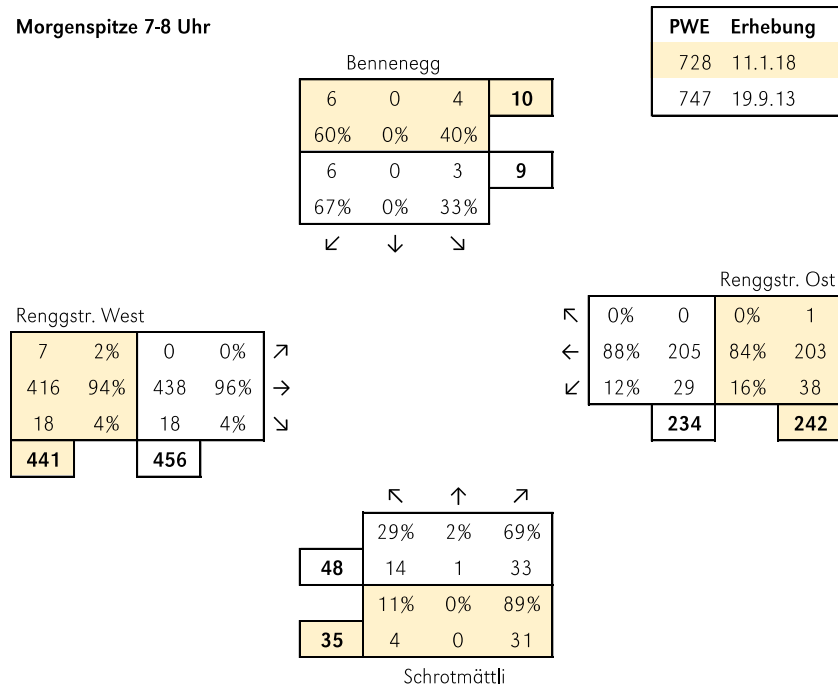 Morgenspitze 7-8 Uhr
PWE Erhebung
728 11.1.18
747 19.9.13
Bennenegg
6 0 4 10
60% 0% 40%
6 0 3 9
67% 0% 33%
↙ ↓ ↘
Renggstr. West
7 2% 0 0% ↗
416 94% 438 96% →
18 4% 18 4% ↘
441 456
Renggstr. Ost
↖ 0% 0 0% 1
← 88% 205 84% 203
↙ 12% 29 16% 38
234 242
↖ ↑ ↗
29% 2% 69%
48 14 1 33
11% 0% 89%
35 4 0 31
Schrotmättli